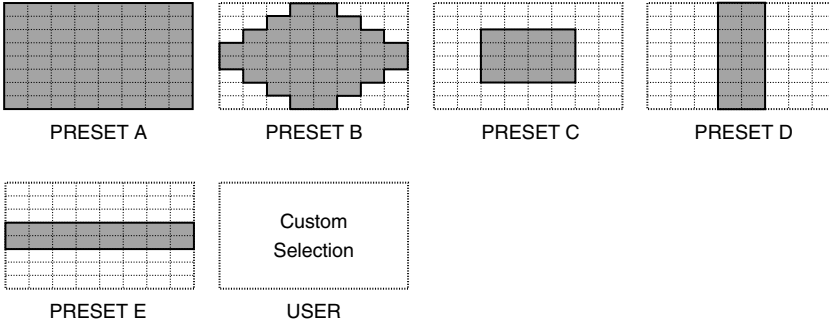 PRESET A
PRESET B
PRESET C
PRESET D
Custom
Selection
PRESET E
USER